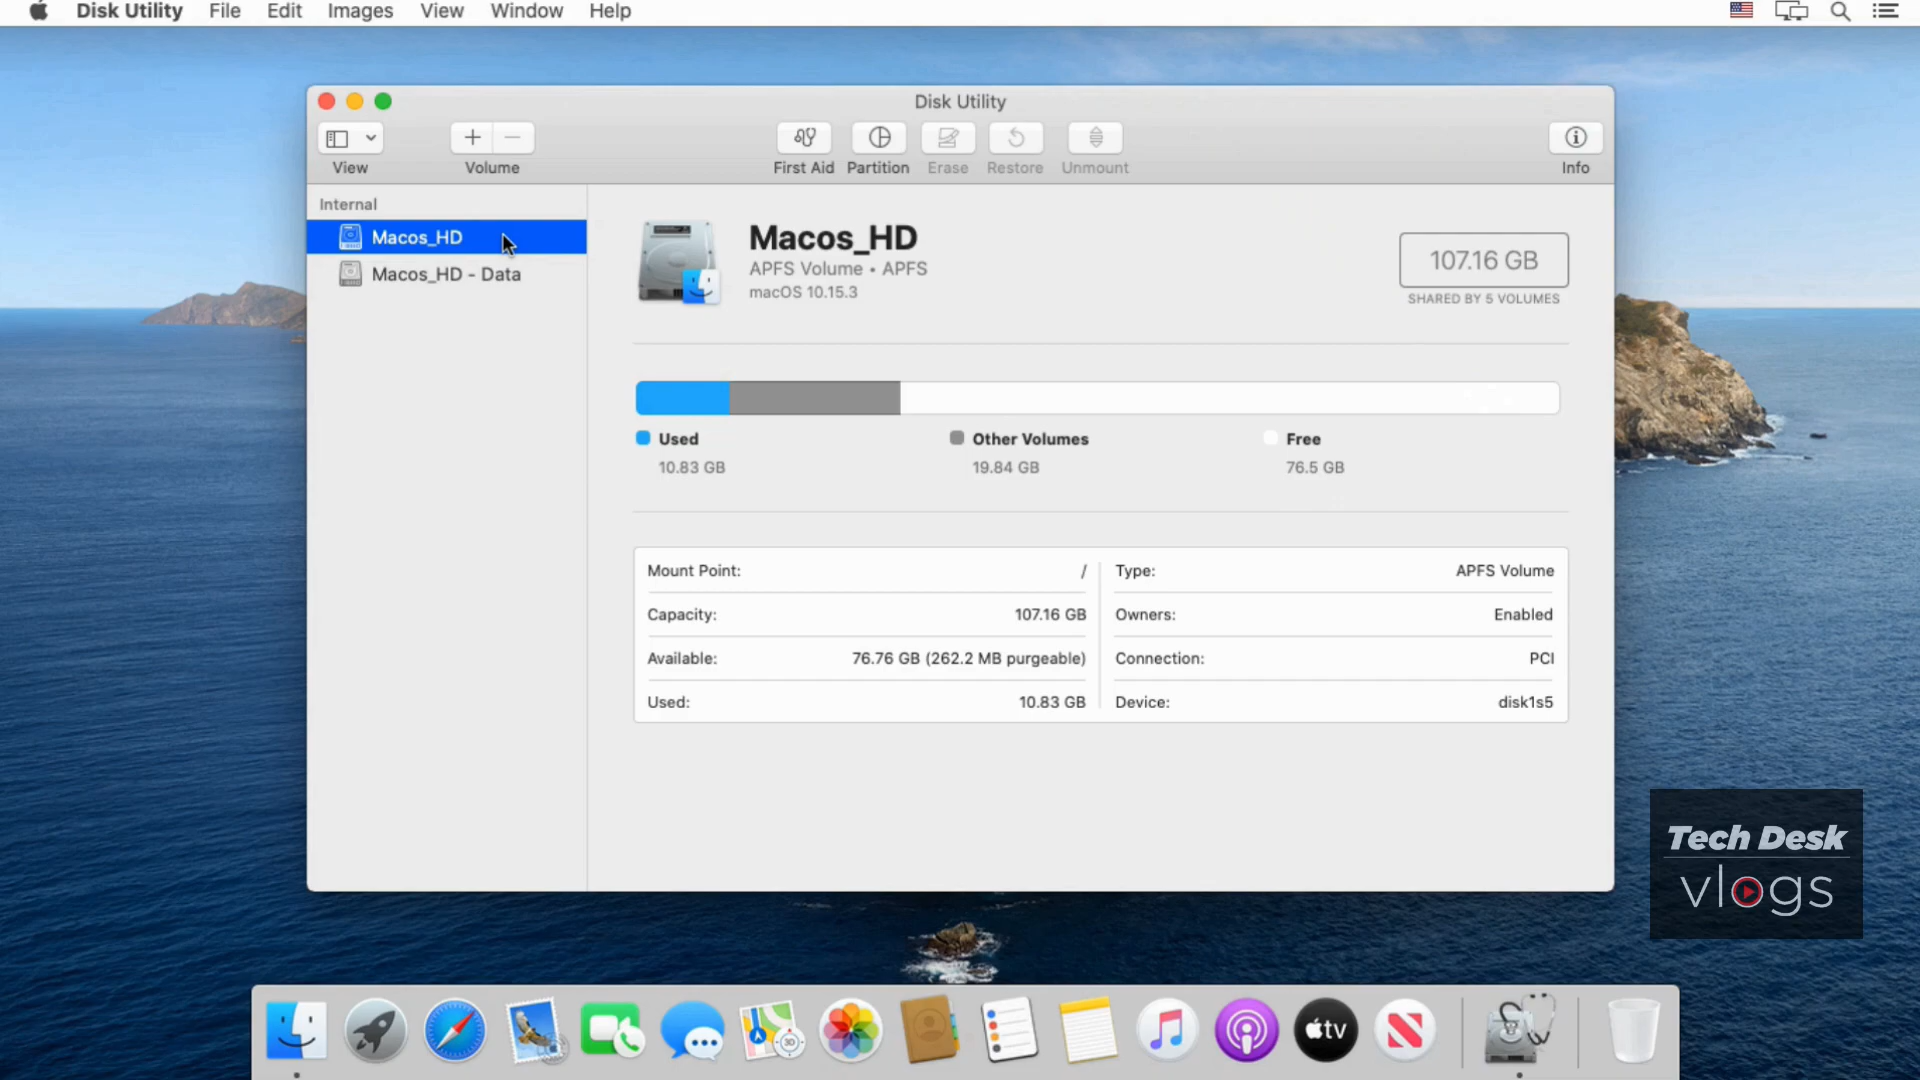 Disk Utility File Edit Images View Window Help
Disk Utility
View
Volume
First Aid
Partition
Erase
Restore
Unmount
Info
Internal
Macos_HD
Macos_HD - Data
Macos_HD
APFS Volume • APFS
macOS 10.15.3
107.16 GB
SHARED BY 5 VOLUMES
Used
10.83 GB
Other Volumes
19.84 GB
Free
76.5 GB
Mount Point: /
Capacity: 107.16 GB
Available: 76.76 GB (262.2 MB purgeable)
Used: 10.83 GB
Type: APFS Volume
Owners: Enabled
Connection: PCI
Device: disk1s5
Tech Desk
vlogs
tv